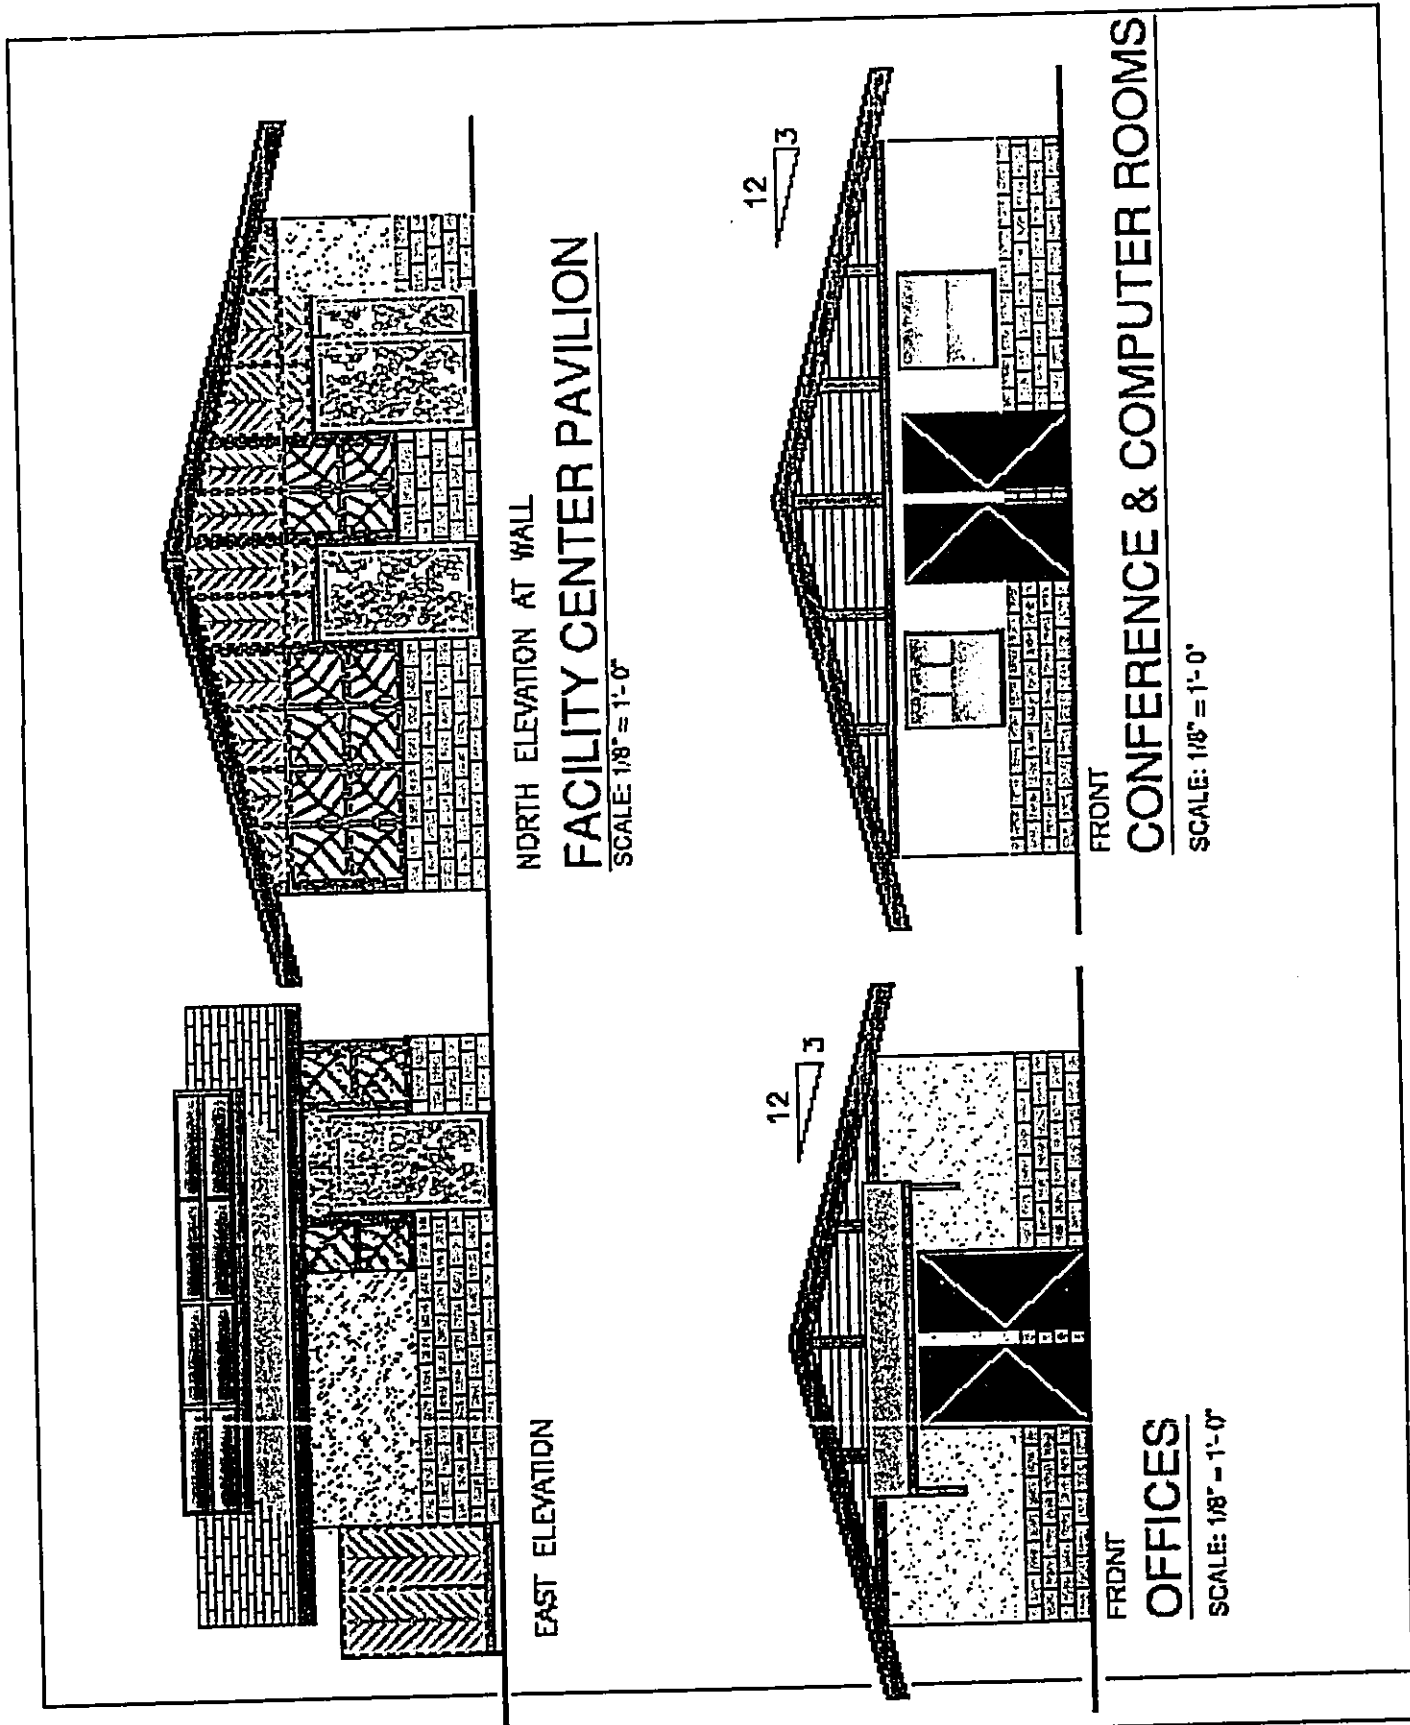 EAST ELEVATION
NORTH ELEVATION AT WALL
FACILITY CENTER PAVILION
SCALE: 1/8" = 1'-0"
12
3
FRONT
OFFICES
SCALE: 1/8" = 1'-0"
12
3
FRONT
CONFERENCE & COMPUTER ROOMS
SCALE: 1/8" = 1'-0"